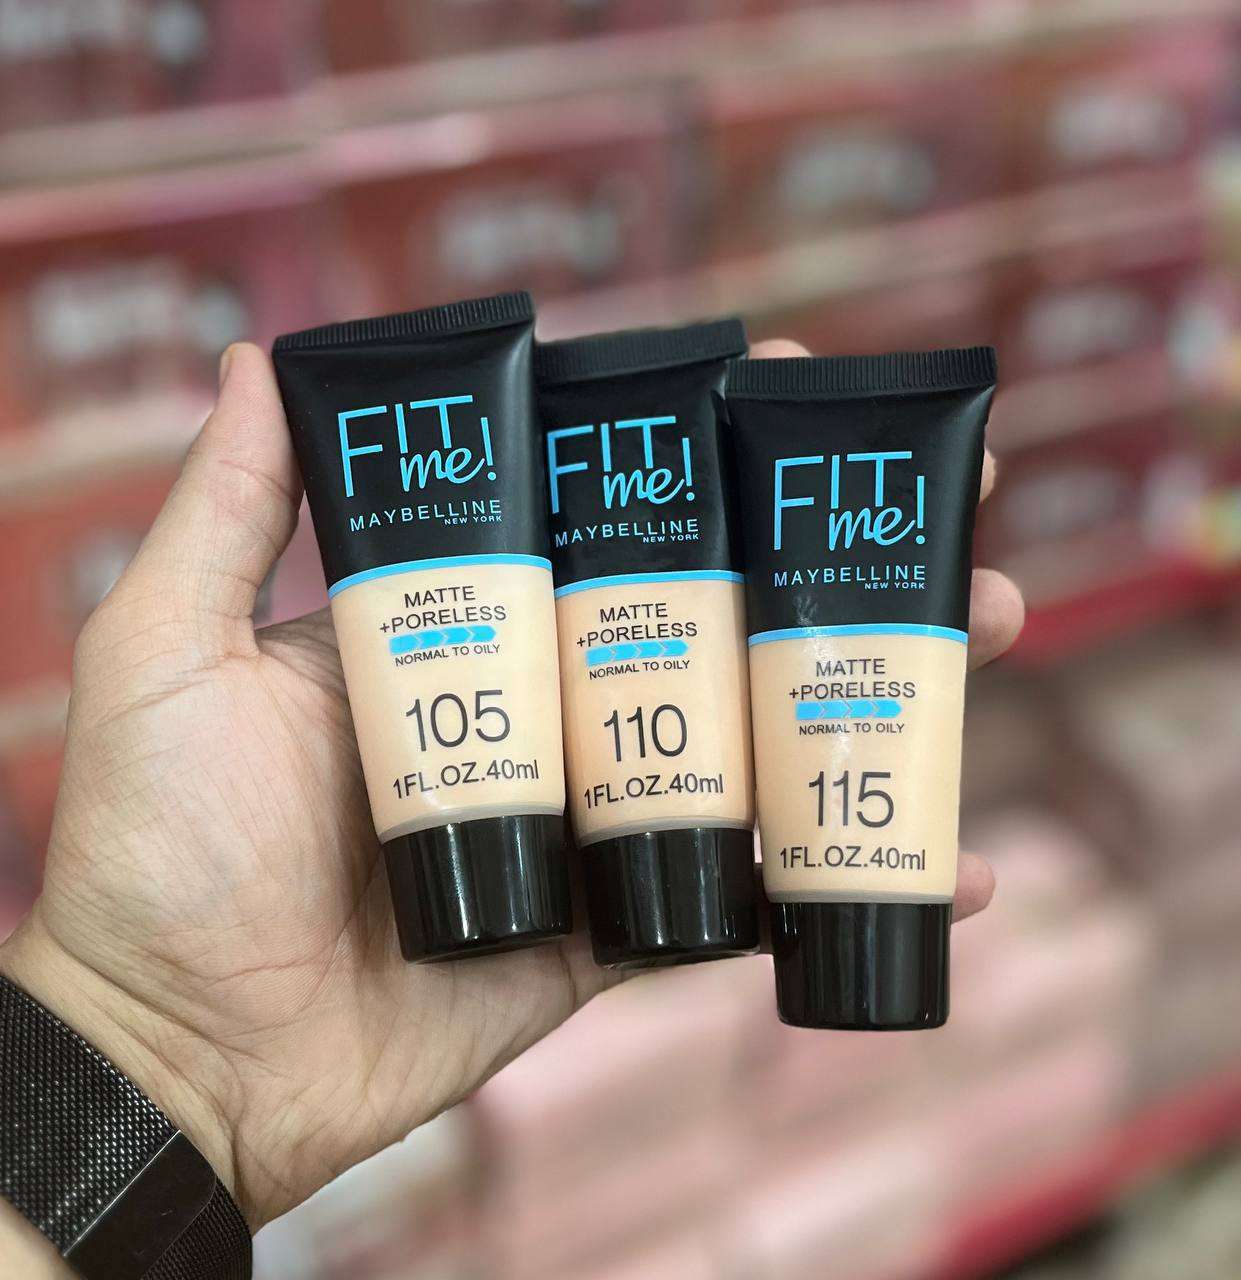 FIT
me!
MAYBELLINE
NEW YORK
MATTE
+PORELESS
NORMAL TO OILY
105
1FL.OZ.40ml
FIT
me!
MAYBELLINE
NEW YORK
MATTE
+PORELESS
NORMAL TO OILY
110
1FL.OZ.40ml
FIT
me!
MAYBELLINE
NEW YORK
MATTE
+PORELESS
NORMAL TO OILY
115
1FL.OZ.40ml